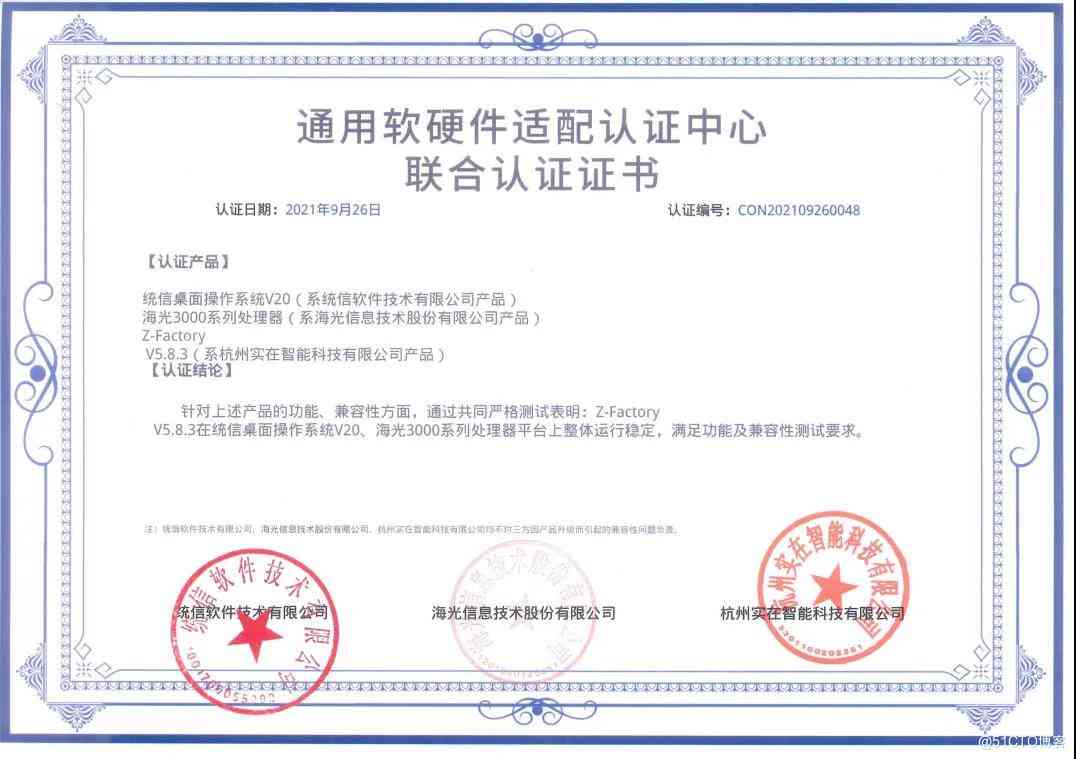 通用软硬件适配认证中心
联合认证证书
认证日期：2021年9月26日
认证编号：CON202109260048
【认证产品】
统信桌面操作系统V20（系统信软件技术有限公司产品）
海光3000系列处理器（系海光信息技术股份有限公司产品）
Z-Factory
V5.8.3（系杭州实在智能科技有限公司产品）
【认证结论】
针对上述产品的功能、兼容性方面，通过共同严格测试表明：Z-Factory
V5.8.3在统信桌面操作系统V20、海光3000系列处理器平台上整体运行稳定，满足功能及兼容性测试要求。
注）统信软件技术有限公司、海光信息技术股份有限公司、杭州实在智能科技有限公司均不对三方因产品升级而引起的兼容性问题负责。
统信软件技术有限公司
海光信息技术股份有限公司
杭州实在智能科技有限公司
统信软件技术有限公司
海光信息技术股份有限公司
杭州实在智能科技有限公司
@51CTO博客